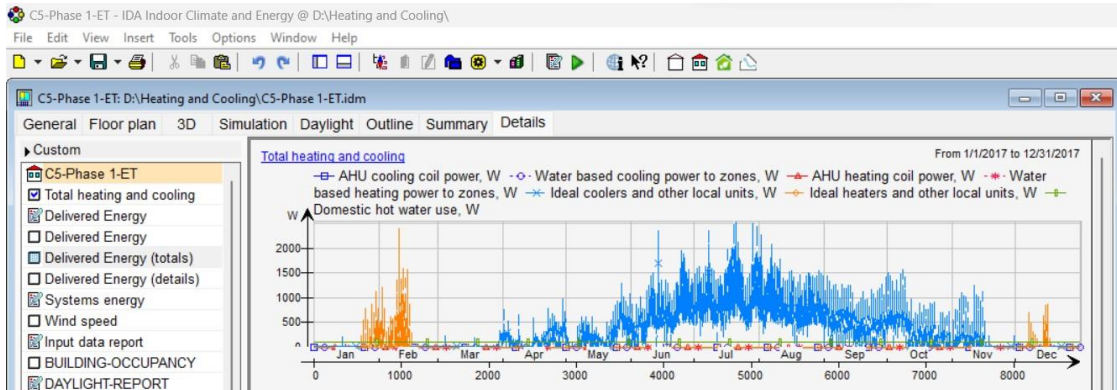 C5-Phase 1-ET - IDA Indoor Climate and Energy @ D:\Heating and Cooling\
File Edit View Insert Tools Options Window Help
C5-Phase 1-ET: D:\Heating and Cooling\C5-Phase 1-ET.idm
General Floor plan 3D Simulation Daylight Outline Summary Details
Custom
C5-Phase 1-ET
Total heating and cooling
Delivered Energy
Delivered Energy
Delivered Energy (totals)
Delivered Energy (details)
Systems energy
Wind speed
Input data report
BUILDING-OCCUPANCY
DAYLIGHT-REPORT
Total heating and cooling
From 1/1/2017 to 12/31/2017
AHU cooling coil power, W Water based cooling power to zones, W AHU heating coil power, W Water
based heating power to zones, W Ideal coolers and other local units, W Ideal heaters and other local units, W
Domestic hot water use, W
W
2000
1500
1000
500
0
Jan Feb Mar Apr May Jun Jul Aug Sep Oct Nov Dec
0 1000 2000 3000 4000 5000 6000 7000 8000